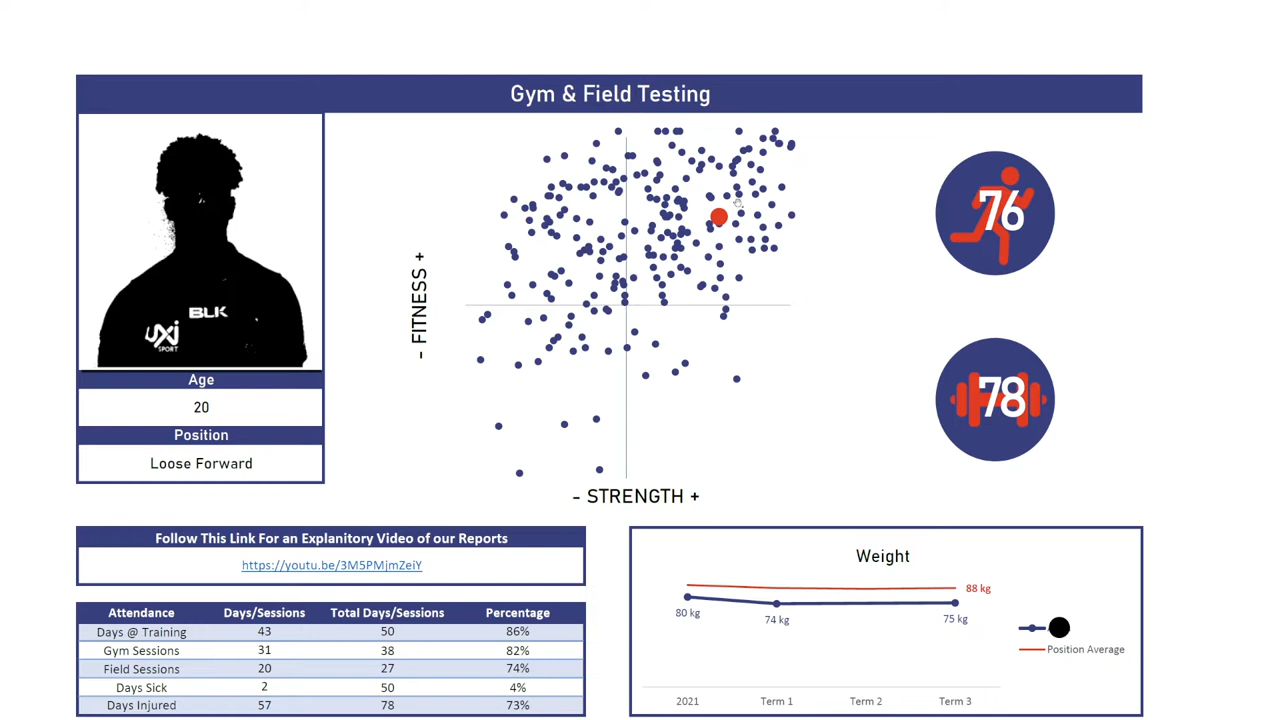 Gym & Field Testing
BLK
uxi
SPORT
Age
20
Position
Loose Forward
- FITNESS +
- STRENGTH +
76
78
Follow This Link For an Explanitory Video of our Reports
https://youtu.be/3M5PMjmZeiY
Attendance Days/Sessions Total Days/Sessions Percentage
Days @ Training 43 50 86%
Gym Sessions 31 38 82%
Field Sessions 20 27 74%
Days Sick 2 50 4%
Days Injured 57 78 73%
Weight
88 kg
80 kg 74 kg 75 kg
Position Average
2021 Term 1 Term 2 Term 3